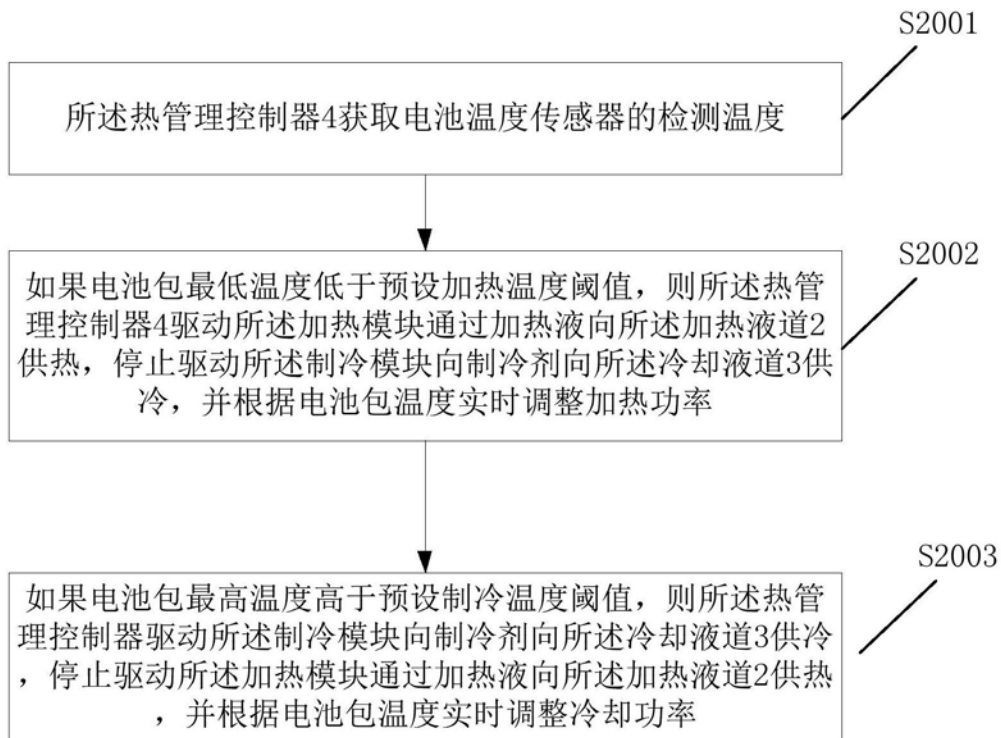 S2001
所述热管理控制器4获取电池温度传感器的检测温度
S2002
如果电池包最低温度低于预设加热温度阈值，则所述热管
理控制器4驱动所述加热模块通过加热液向所述加热液道2
供热，停止驱动所述制冷模块向制冷剂向所述冷却液道3供
冷，并根据电池包温度实时调整加热功率
S2003
如果电池包最高温度高于预设制冷温度阈值，则所述热管
理控制器驱动所述制冷模块向制冷剂向所述冷却液道3供冷
，停止驱动所述加热模块通过加热液向所述加热液道2供热
，并根据电池包温度实时调整冷却功率